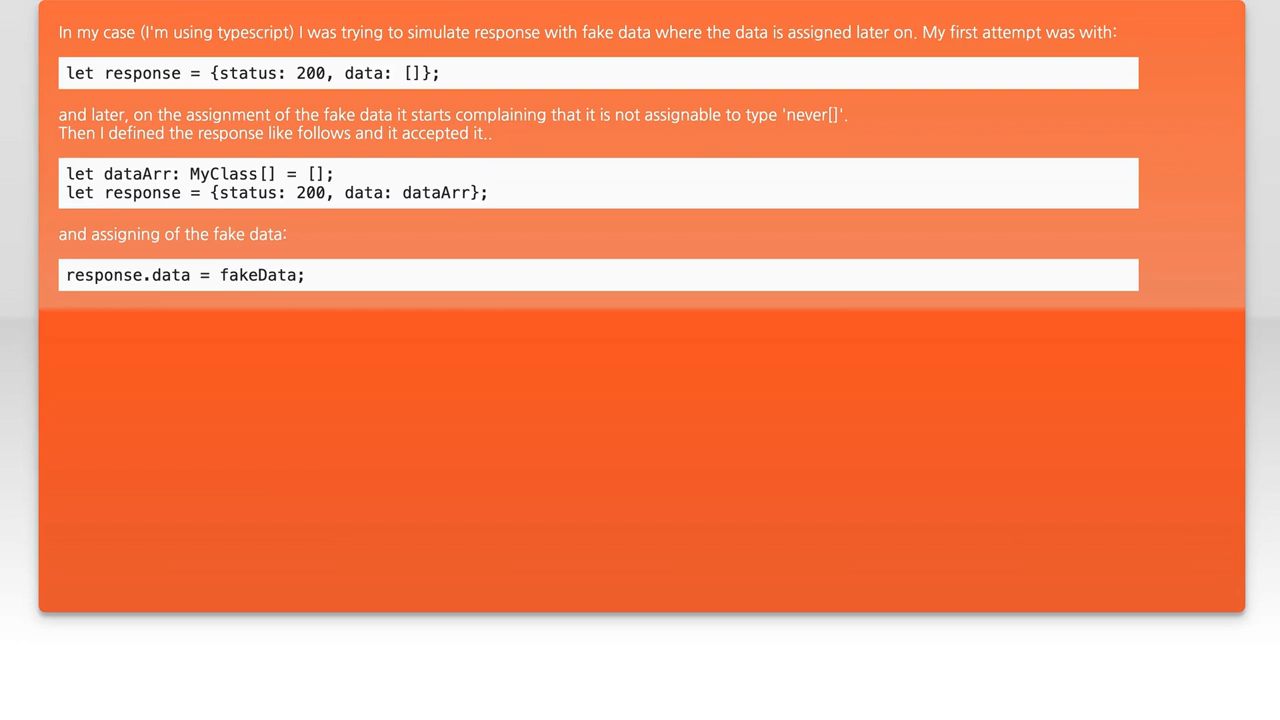 In my case (I'm using typescript) I was trying to simulate response with fake data where the data is assigned later on. My first attempt was with:
let response = {status: 200, data: []};
and later, on the assignment of the fake data it starts complaining that it is not assignable to type 'never[]'.
Then I defined the response like follows and it accepted it..
let dataArr: MyClass[] = [];
let response = {status: 200, data: dataArr};
and assigning of the fake data:
response.data = fakeData;